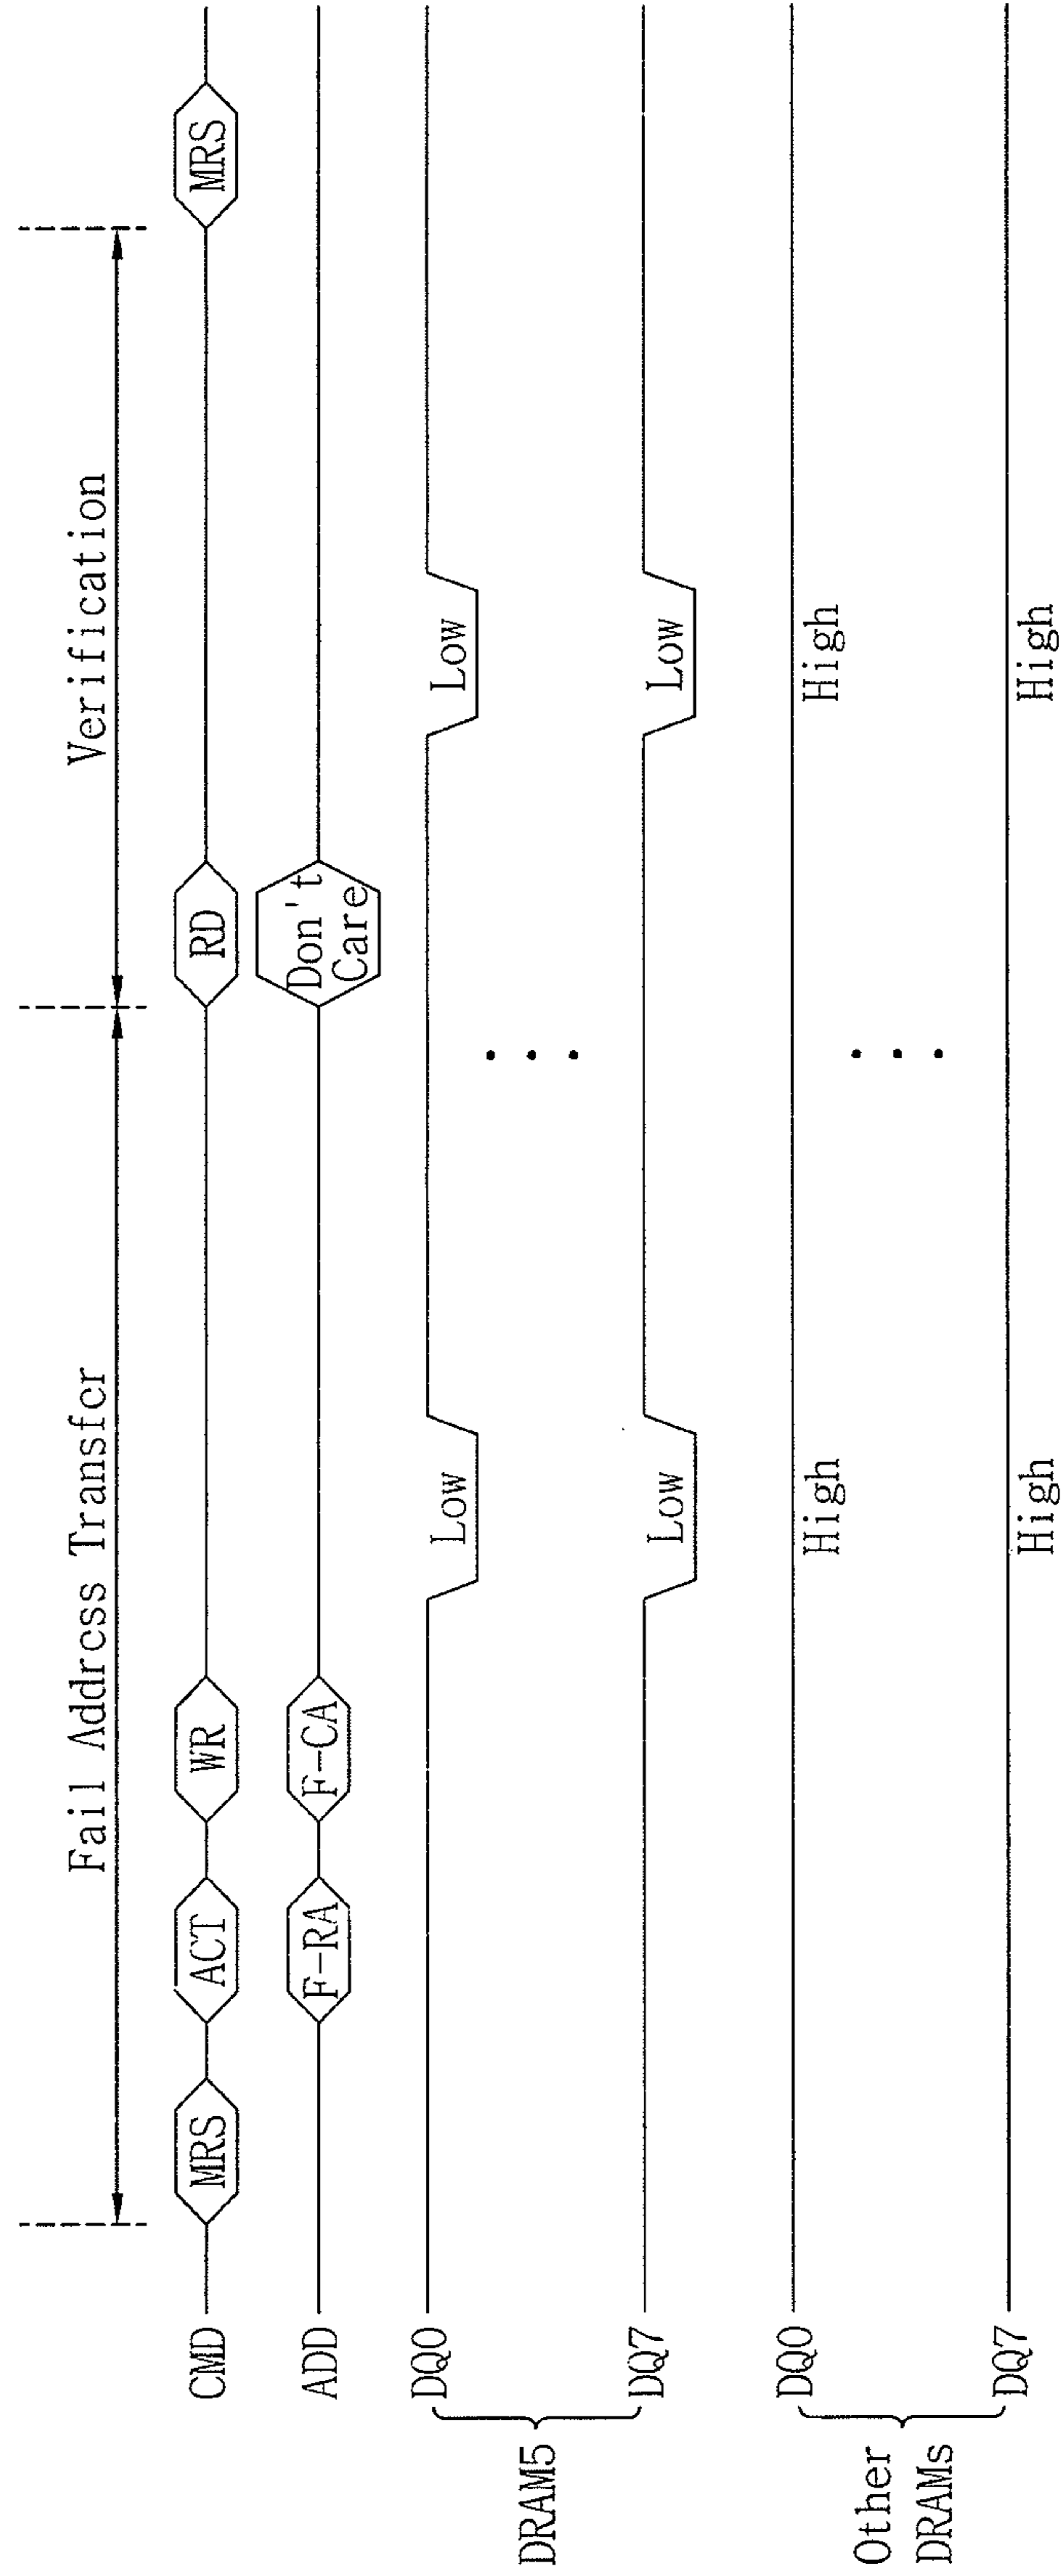 Fail Address Transfer
Verification
CMD
MRS
ACT
WR
RD
MRS
ADD
F-RA
F-CA
Don't
Care
DRAM5
DQ0
Low
Low
DQ7
Low
Low
Other
DRAMs
DQ0
High
High
DQ7
High
High